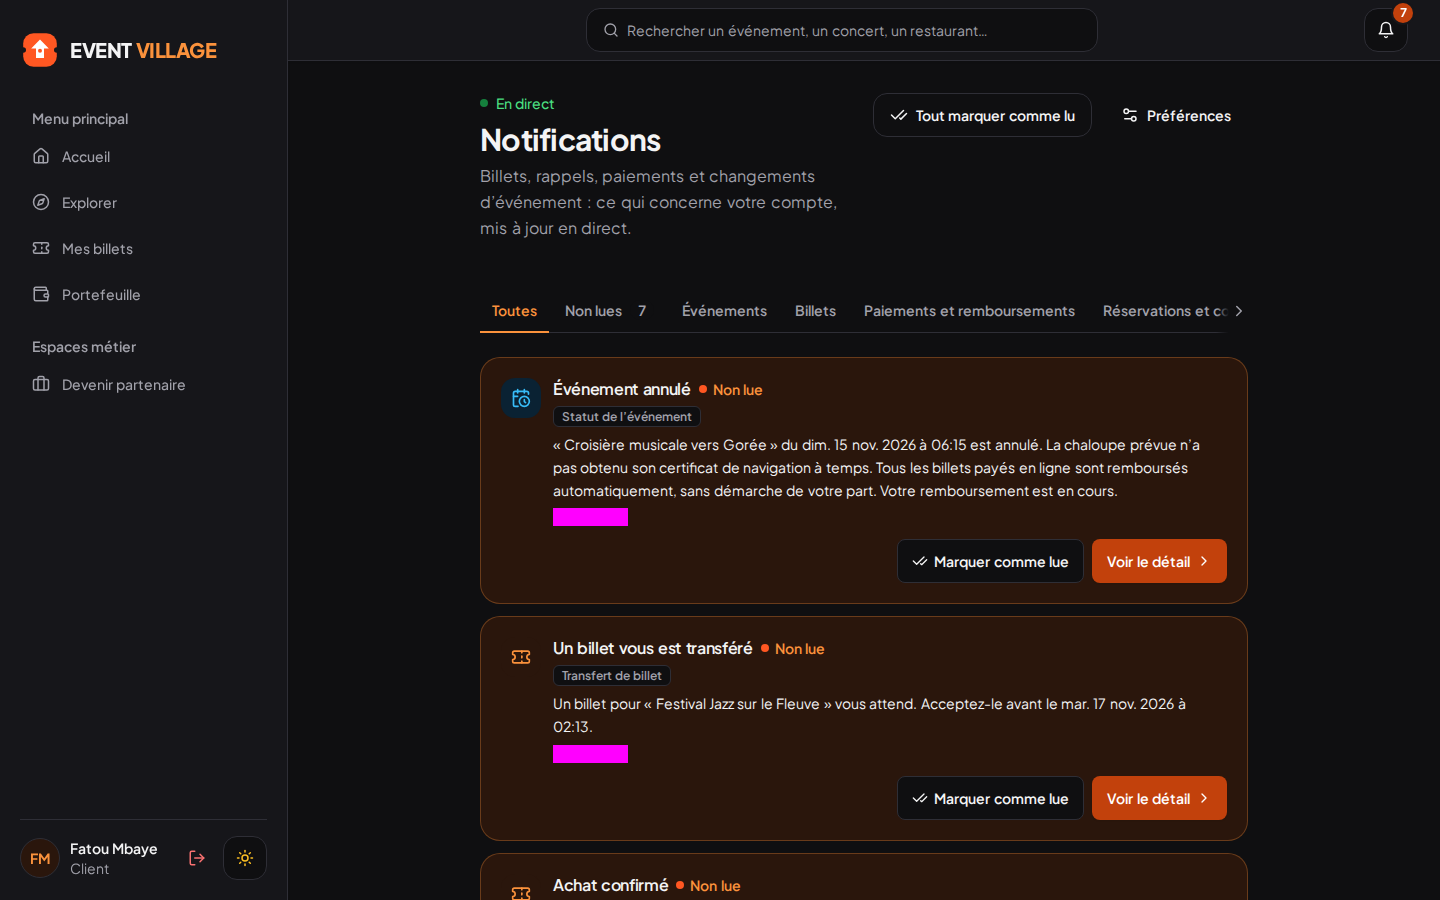 EVENT VILLAGE
Rechercher un événement, un concert, un restaurant...
7
Menu principal
Accueil
Explorer
Mes billets
Portefeuille
Espaces métier
Devenir partenaire
FM
Fatou Mbaye
Client
En direct
Notifications
Billets, rappels, paiements et changements
d’événement : ce qui concerne votre compte,
mis à jour en direct.
Tout marquer comme lu
Préférences
Toutes
Non lues 7
Événements
Billets
Paiements et remboursements
Réservations et
Événement annulé
Non lue
Statut de l’événement
« Croisière musicale vers Gorée » du dim. 15 nov. 2026 à 06:15 est annulé. La chaloupe prévue n’a
pas obtenu son certificat de navigation à temps. Tous les billets payés en ligne sont remboursés
automatiquement, sans démarche de votre part. Votre remboursement est en cours.
Marquer comme lue
Voir le détail
Un billet vous est transféré
Non lue
Transfert de billet
Un billet pour « Festival Jazz sur le Fleuve » vous attend. Acceptez-le avant le mar. 17 nov. 2026 à
02:13.
Marquer comme lue
Voir le détail
Achat confirmé
Non lue